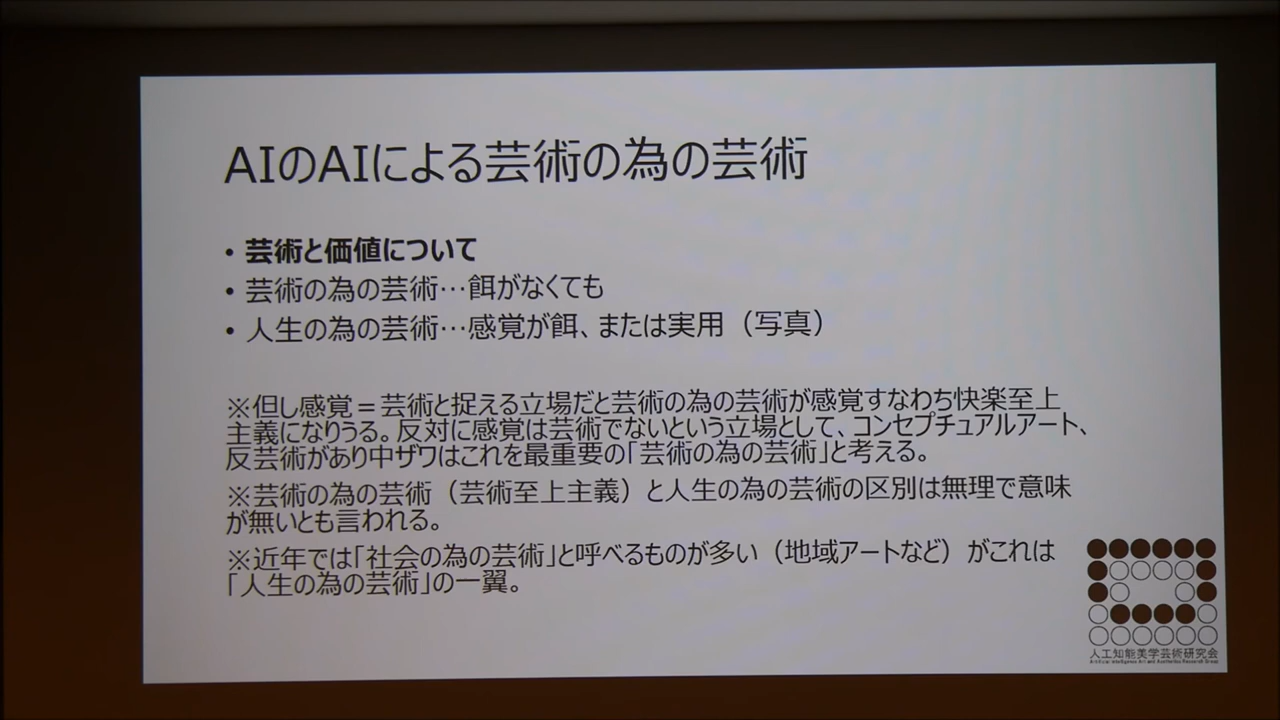 AIのAIによる芸術の為の芸術
• 芸術と価値について
• 芸術の為の芸術…餌がなくても
• 人生の為の芸術…感覚が餌、または実用（写真）
※但し感覚＝芸術と捉える立場だと芸術の為の芸術が感覚すなわち快楽至上
主義になりうる。反対に感覚は芸術でないという立場として、コンセプチュアルアート、
反芸術があり中ザワはこれを最重要の「芸術の為の芸術」と考える。
※芸術の為の芸術（芸術至上主義）と人生の為の芸術の区別は無理で意味
が無いとも言われる。
※近年では「社会の為の芸術」と呼べるものが多い（地域アートなど）がこれは
「人生の為の芸術」の一翼。
人工知能美学芸術研究会
Artificial Intelligence Art and Aesthetics Research Group